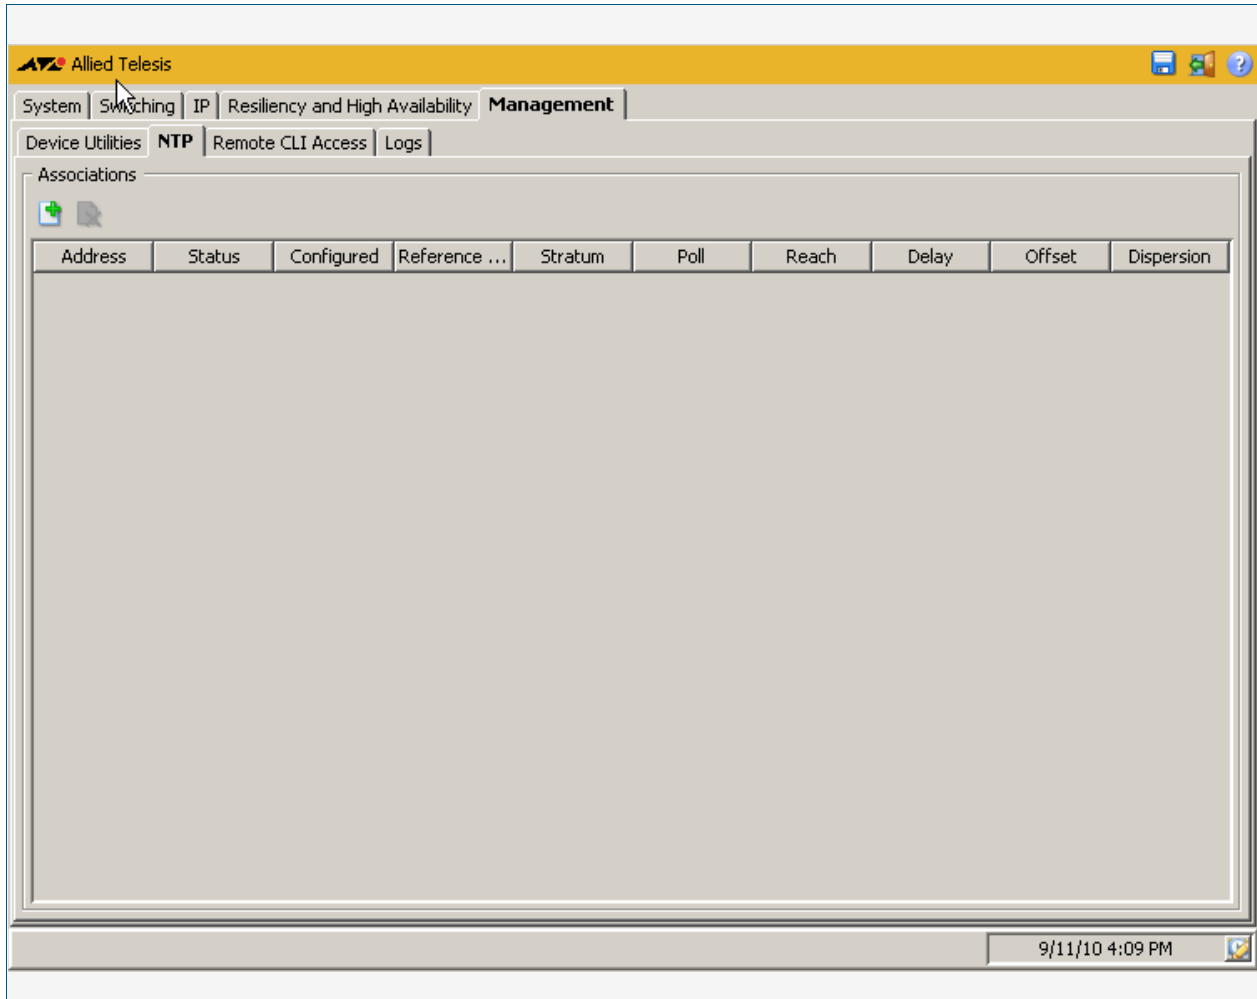 Allied Telesis
System Switching IP Resiliency and High Availability Management
Device Utilities NTP Remote CLI Access Logs
Associations
Address Status Configured Reference ... Stratum Poll Reach Delay Offset Dispersion
9/11/10 4:09 PM